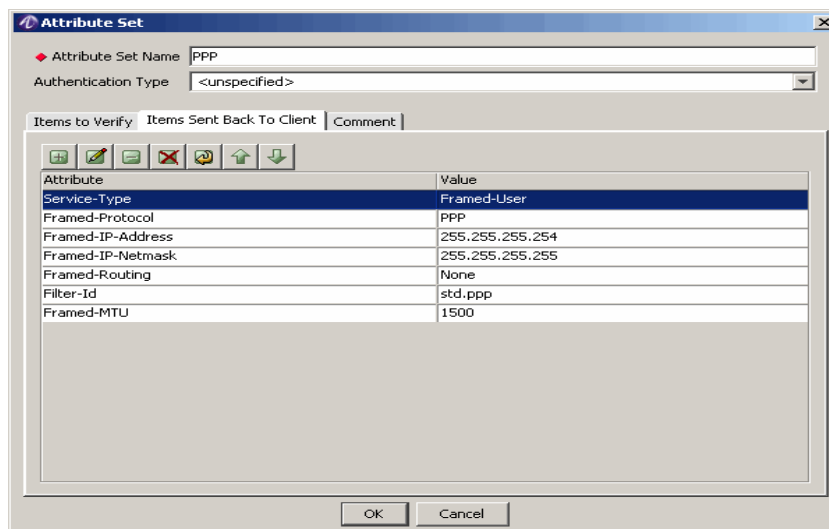 Attribute Set
Attribute Set Name PPP
Authentication Type <unspecified>
Items to Verify Items Sent Back To Client Comment
Attribute Value
Service-Type Framed-User
Framed-Protocol PPP
Framed-IP-Address 255.255.255.254
Framed-IP-Netmask 255.255.255.255
Framed-Routing None
Filter-Id std.ppp
Framed-MTU 1500
OK Cancel